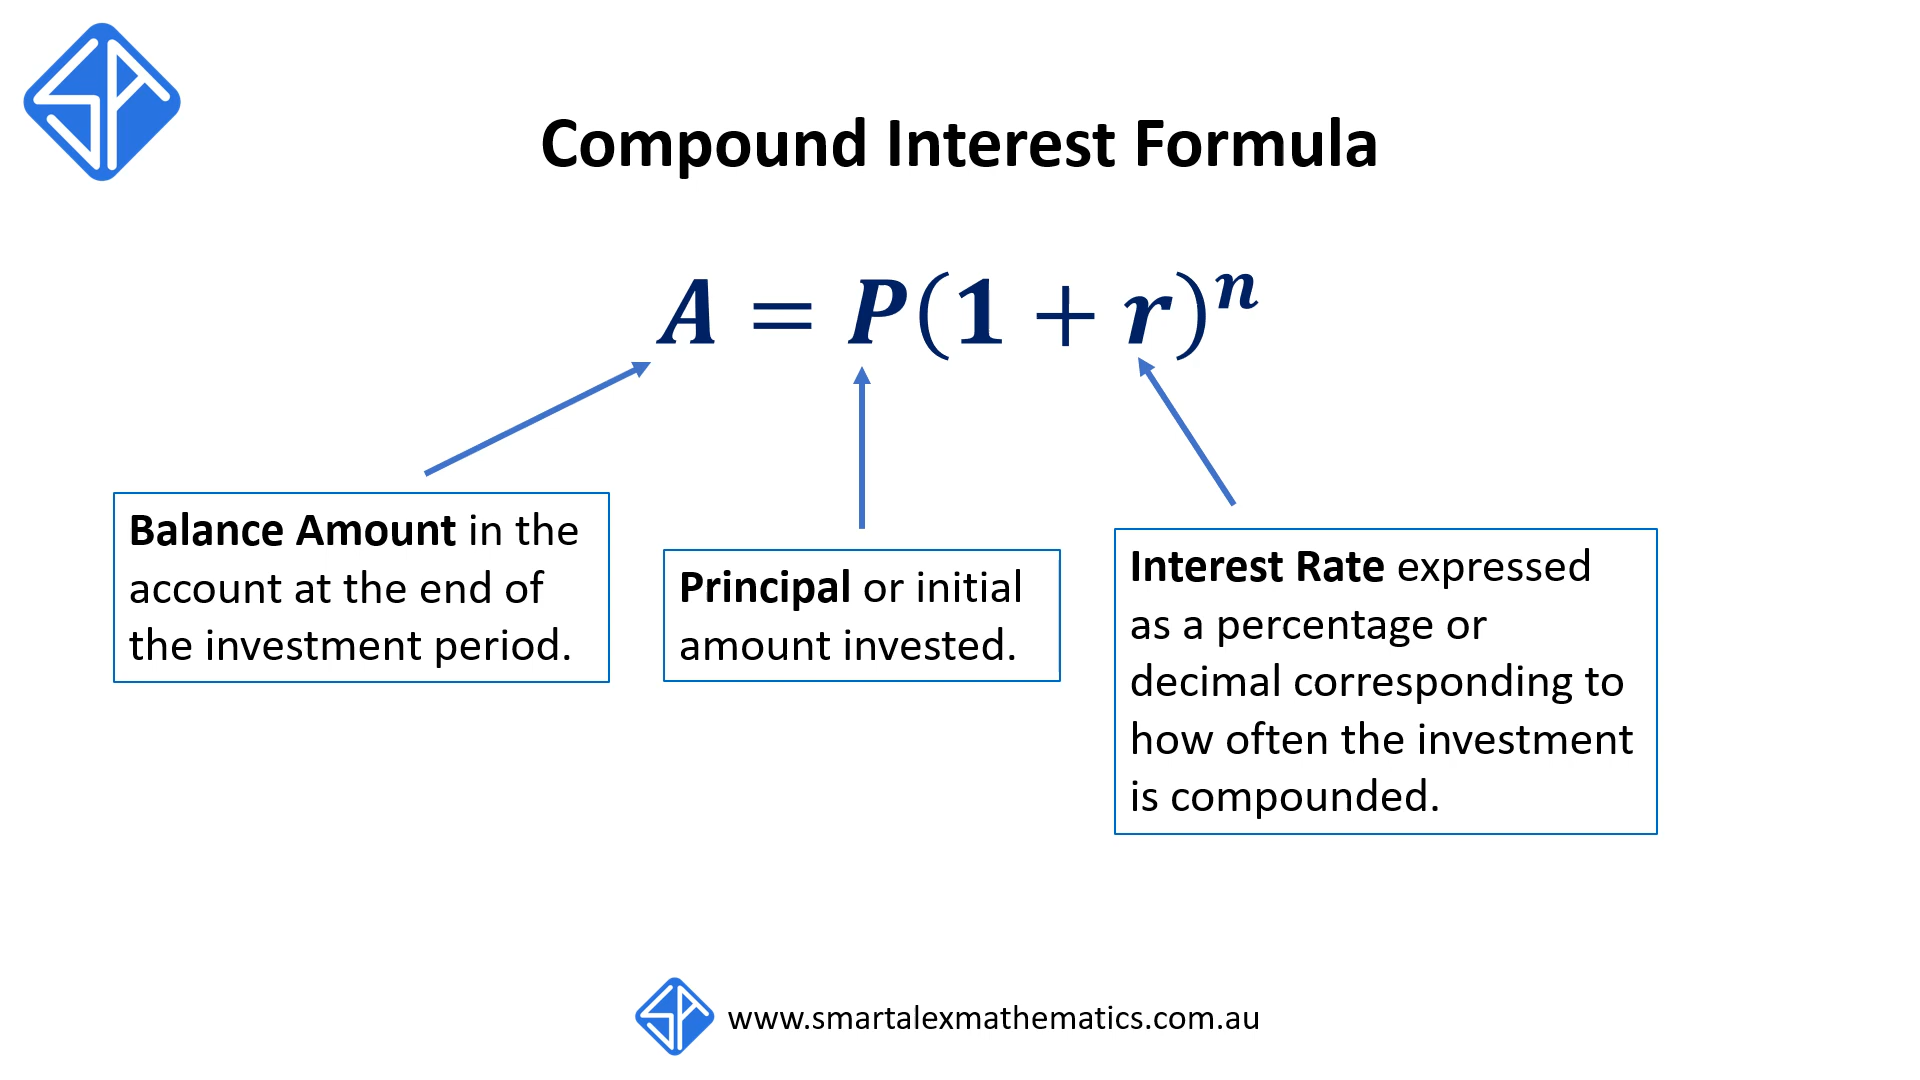 Compound Interest Formula
A = P(1 + r)ⁿ
Balance Amount in the
account at the end of
the investment period.
Principal or initial
amount invested.
Interest Rate expressed
as a percentage or
decimal corresponding to
how often the investment
is compounded.
www.smartalexmathematics.com.au